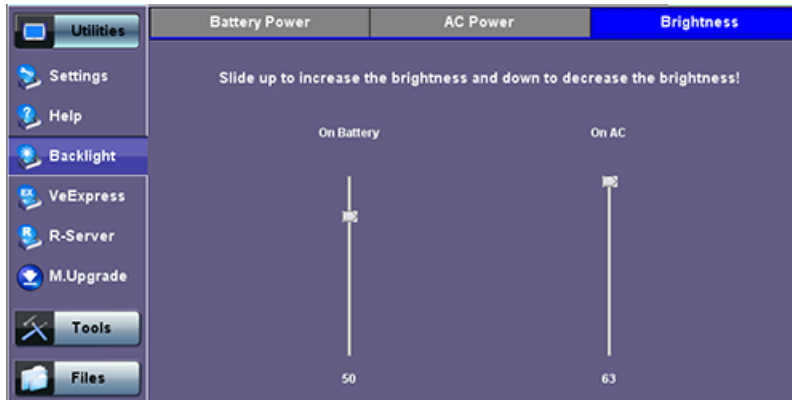 Utilities
Settings
Help
Backlight
VeExpress
R-Server
M.Upgrade
Tools
Files
Battery Power
AC Power
Brightness
Slide up to increase the brightness and down to decrease the brightness!
On Battery
On AC
50
63